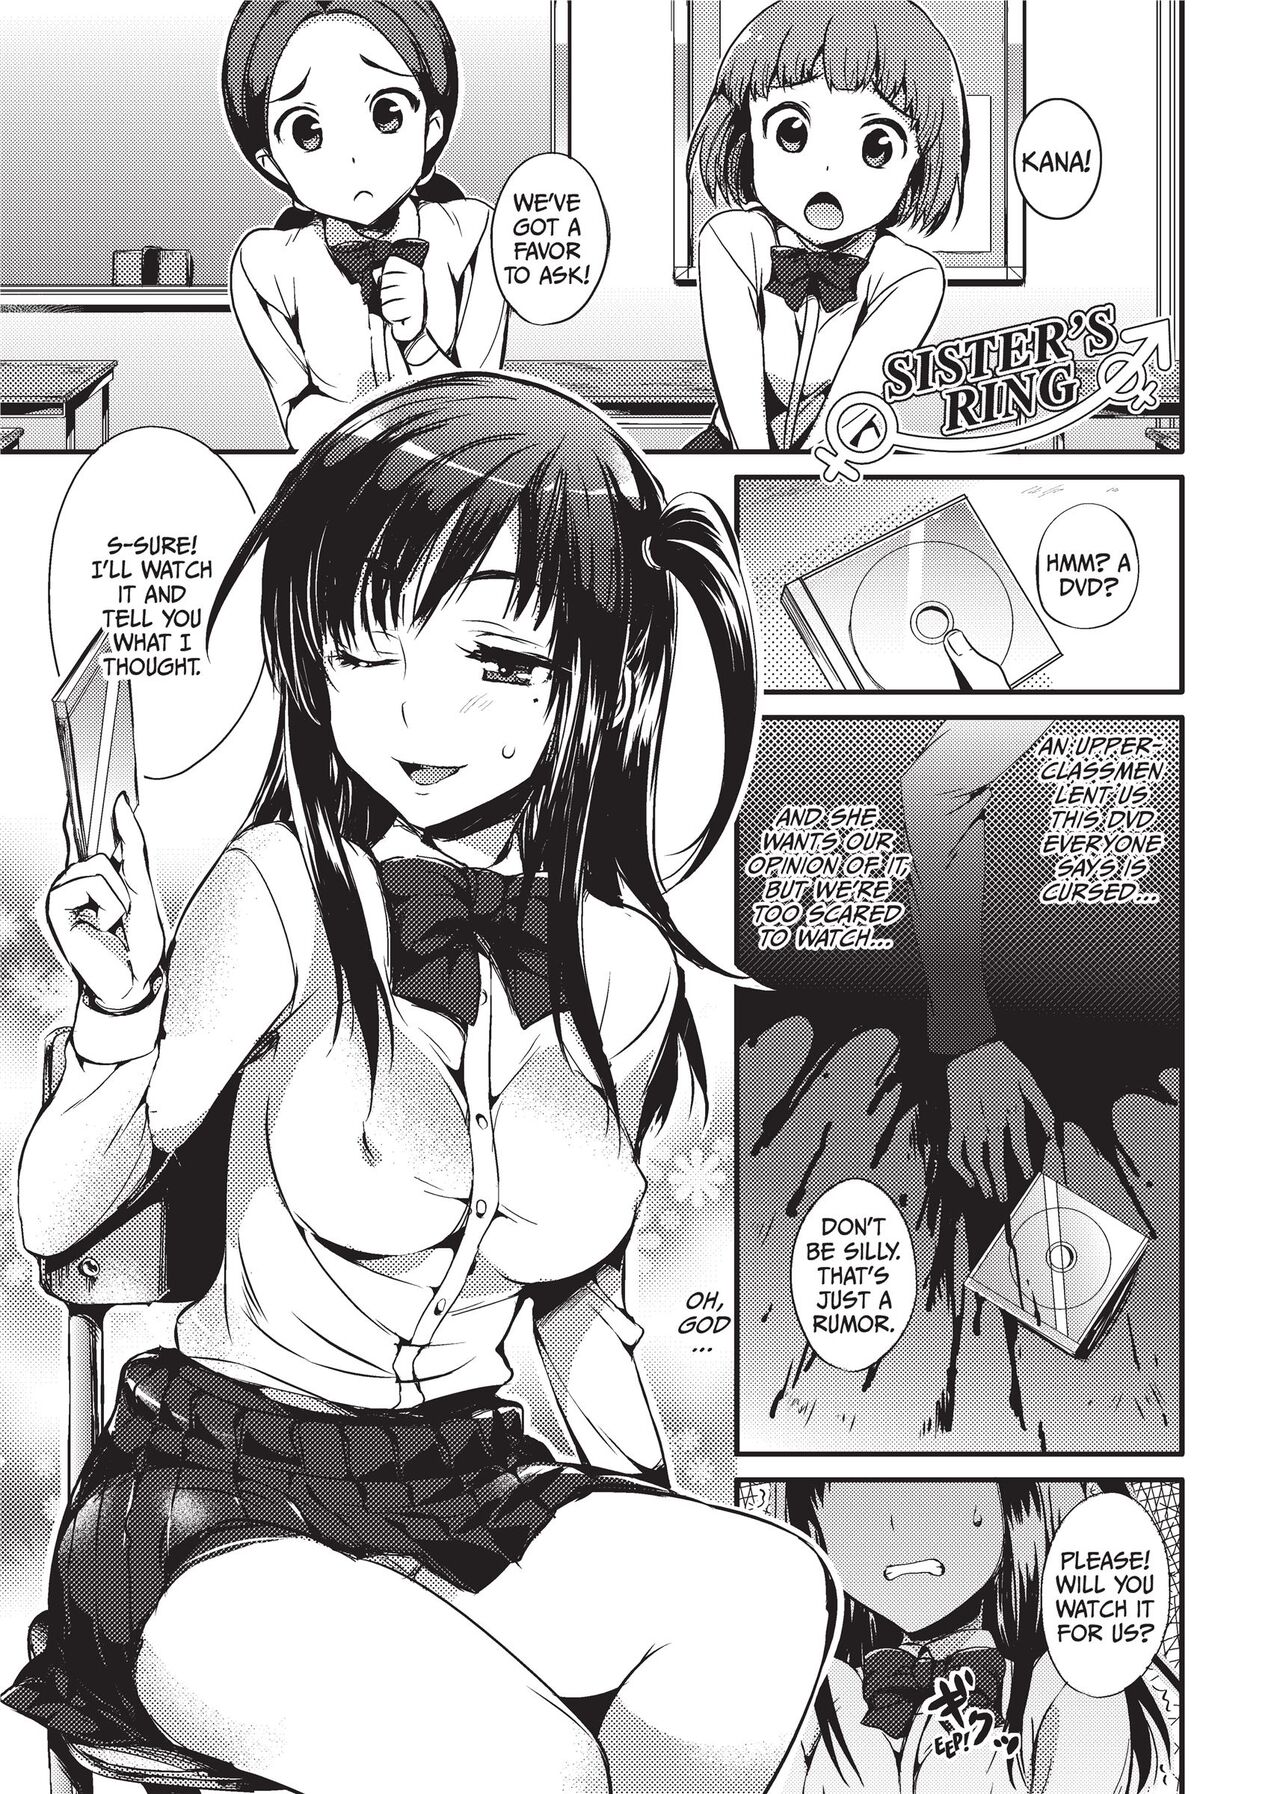 KANA!
WE'VE
GOT A
FAVOR
TO ASK!
SISTER'S
RING
HMM? A
DVD?
AN UPPER-
CLASSMEN
LENT US
THIS DVD
EVERYONE
SAYS IS
CURSED...
AND SHE
WANTS OUR
OPINION OF IT,
BUT WE'RE
TOO SCARED
TO WATCH...
DON'T
BE SILLY.
THAT'S
JUST A
RUMOR.
PLEASE!
WILL YOU
WATCH IT
FOR US?
ギクッ
EEP!
S-SURE!
I'LL WATCH
IT AND
TELL YOU
WHAT I
THOUGHT.
OH,
GOD
...